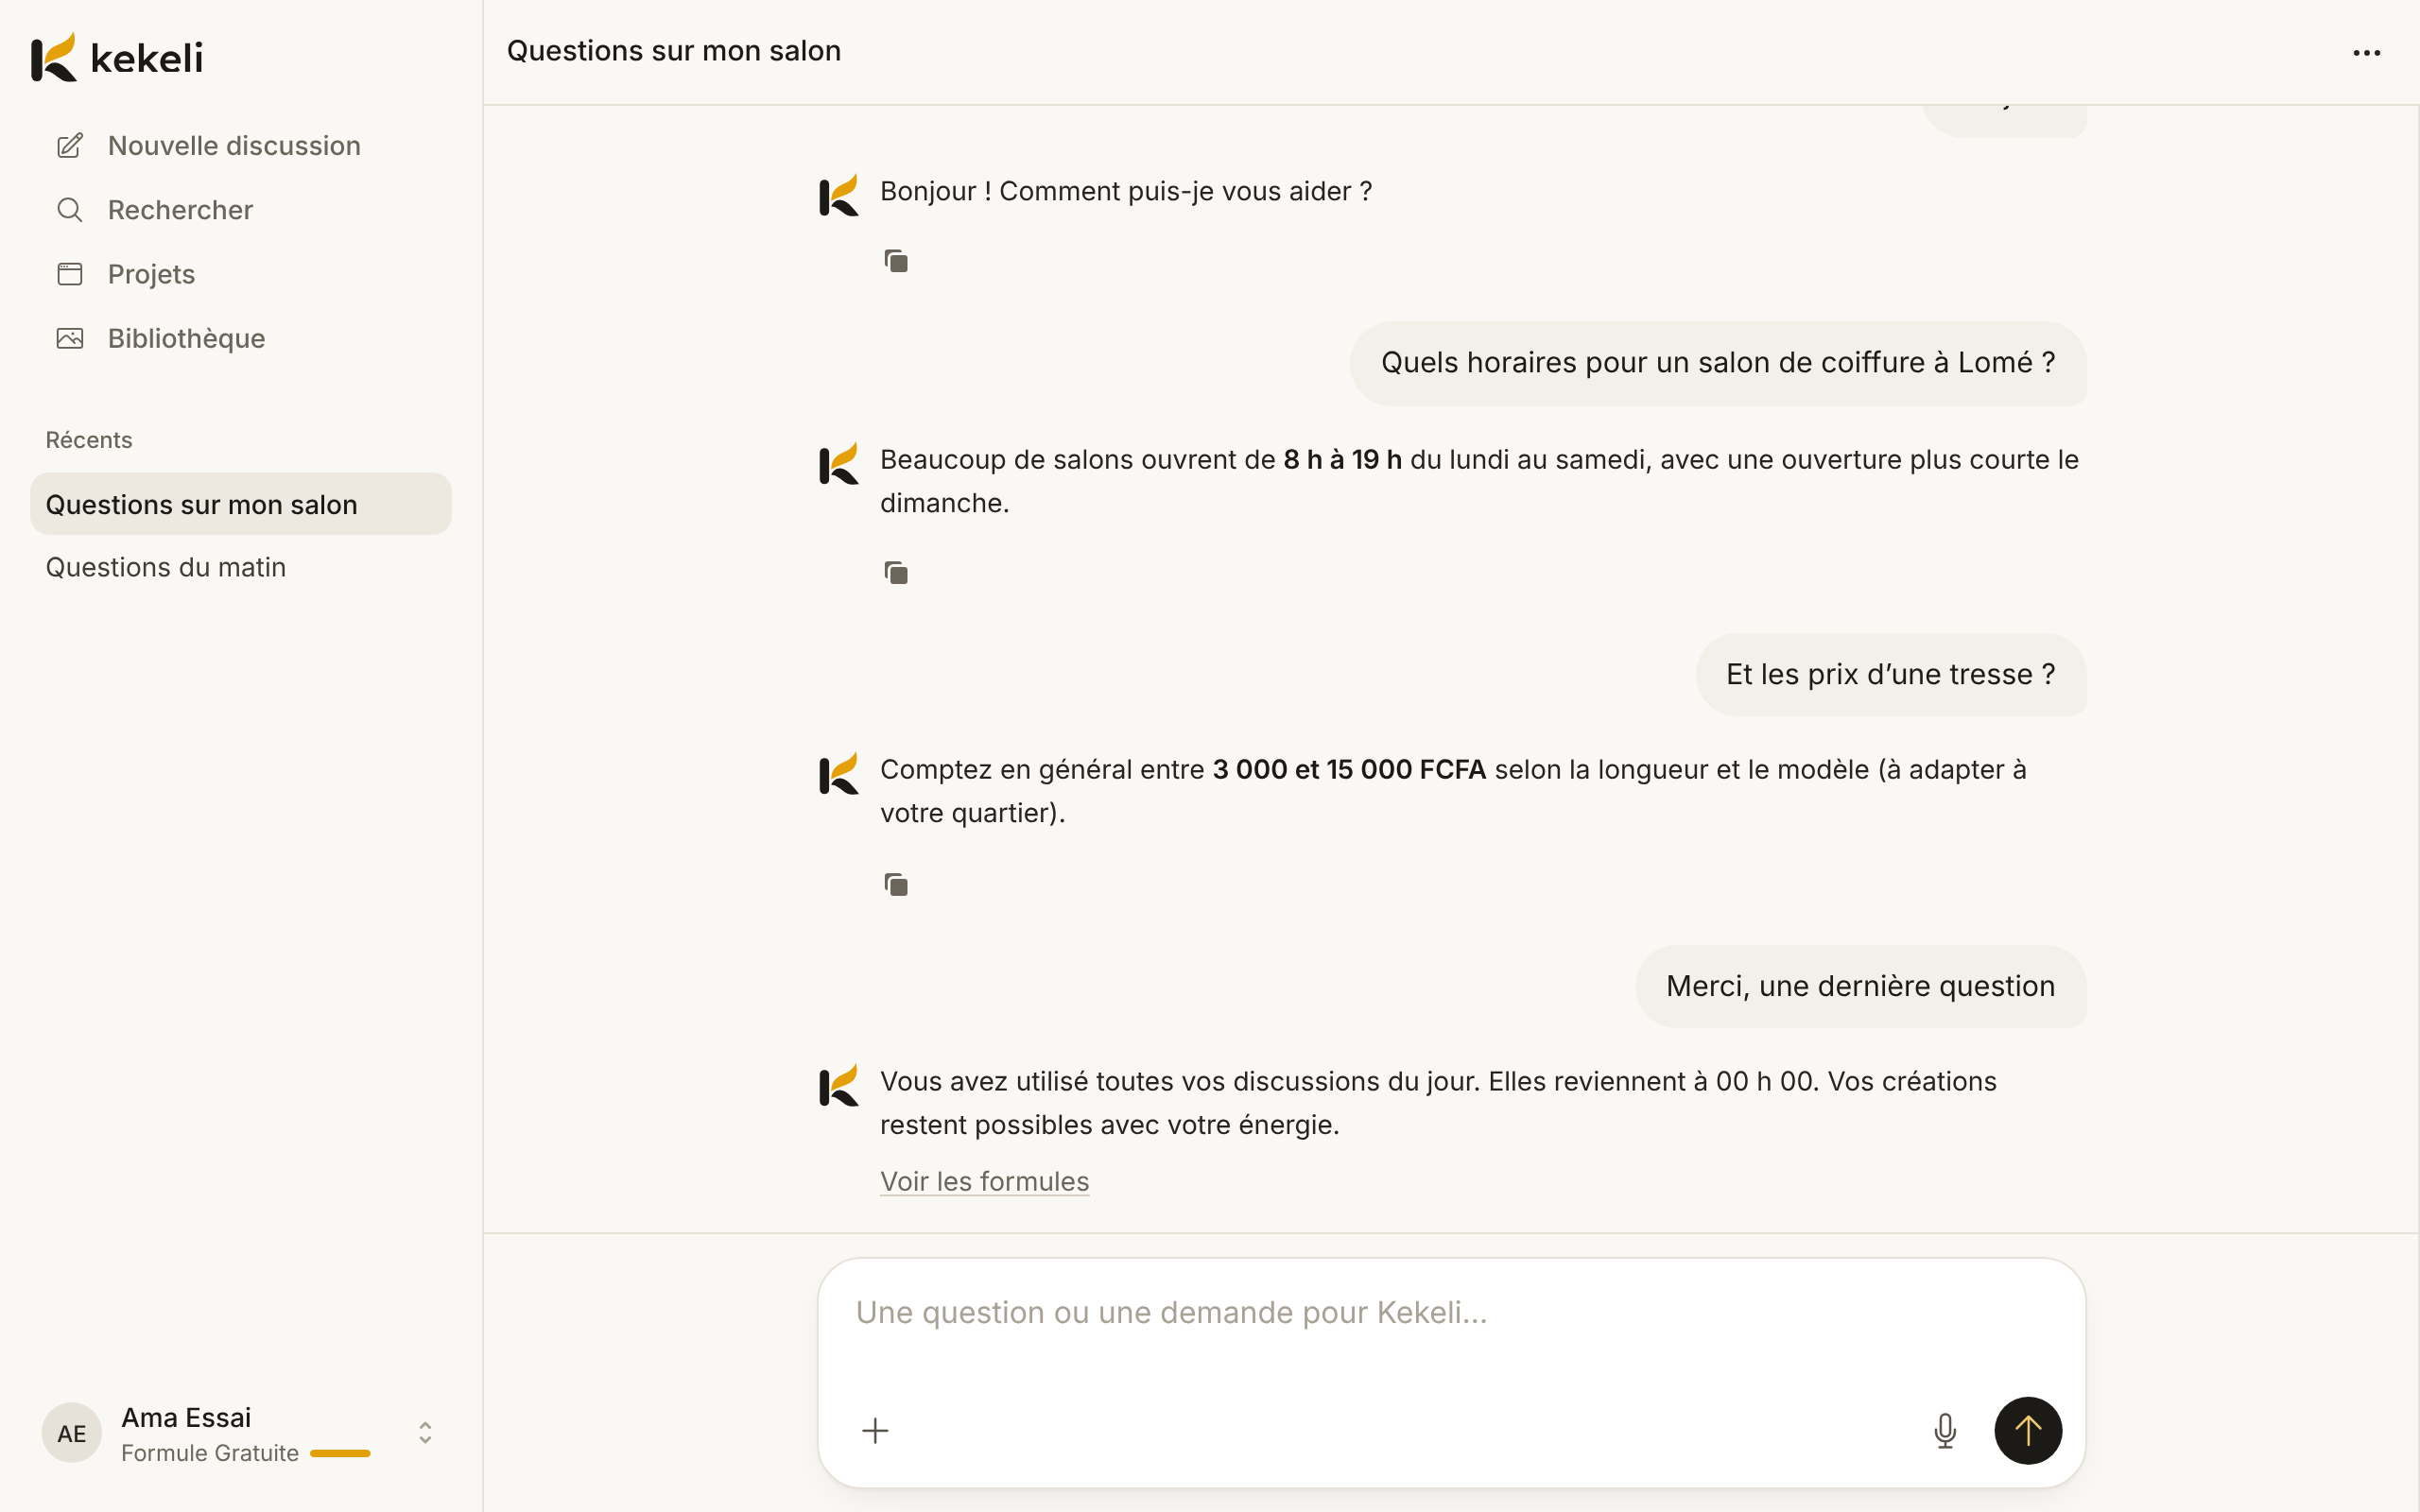 kekeli
Nouvelle discussion
Rechercher
Projets
Bibliothèque
Récents
Questions sur mon salon
Questions du matin
AE
Ama Essai
Formule Gratuite
Questions sur mon salon
Bonjour ! Comment puis-je vous aider ?
Quels horaires pour un salon de coiffure à Lomé ?
Beaucoup de salons ouvrent de 8 h à 19 h du lundi au samedi, avec une ouverture plus courte le
dimanche.
Et les prix d’une tresse ?
Comptez en général entre 3 000 et 15 000 FCFA selon la longueur et le modèle (à adapter à
votre quartier).
Merci, une dernière question
Vous avez utilisé toutes vos discussions du jour. Elles reviennent à 00 h 00. Vos créations
restent possibles avec votre énergie.
Voir les formules
Une question ou une demande pour Kekeli...